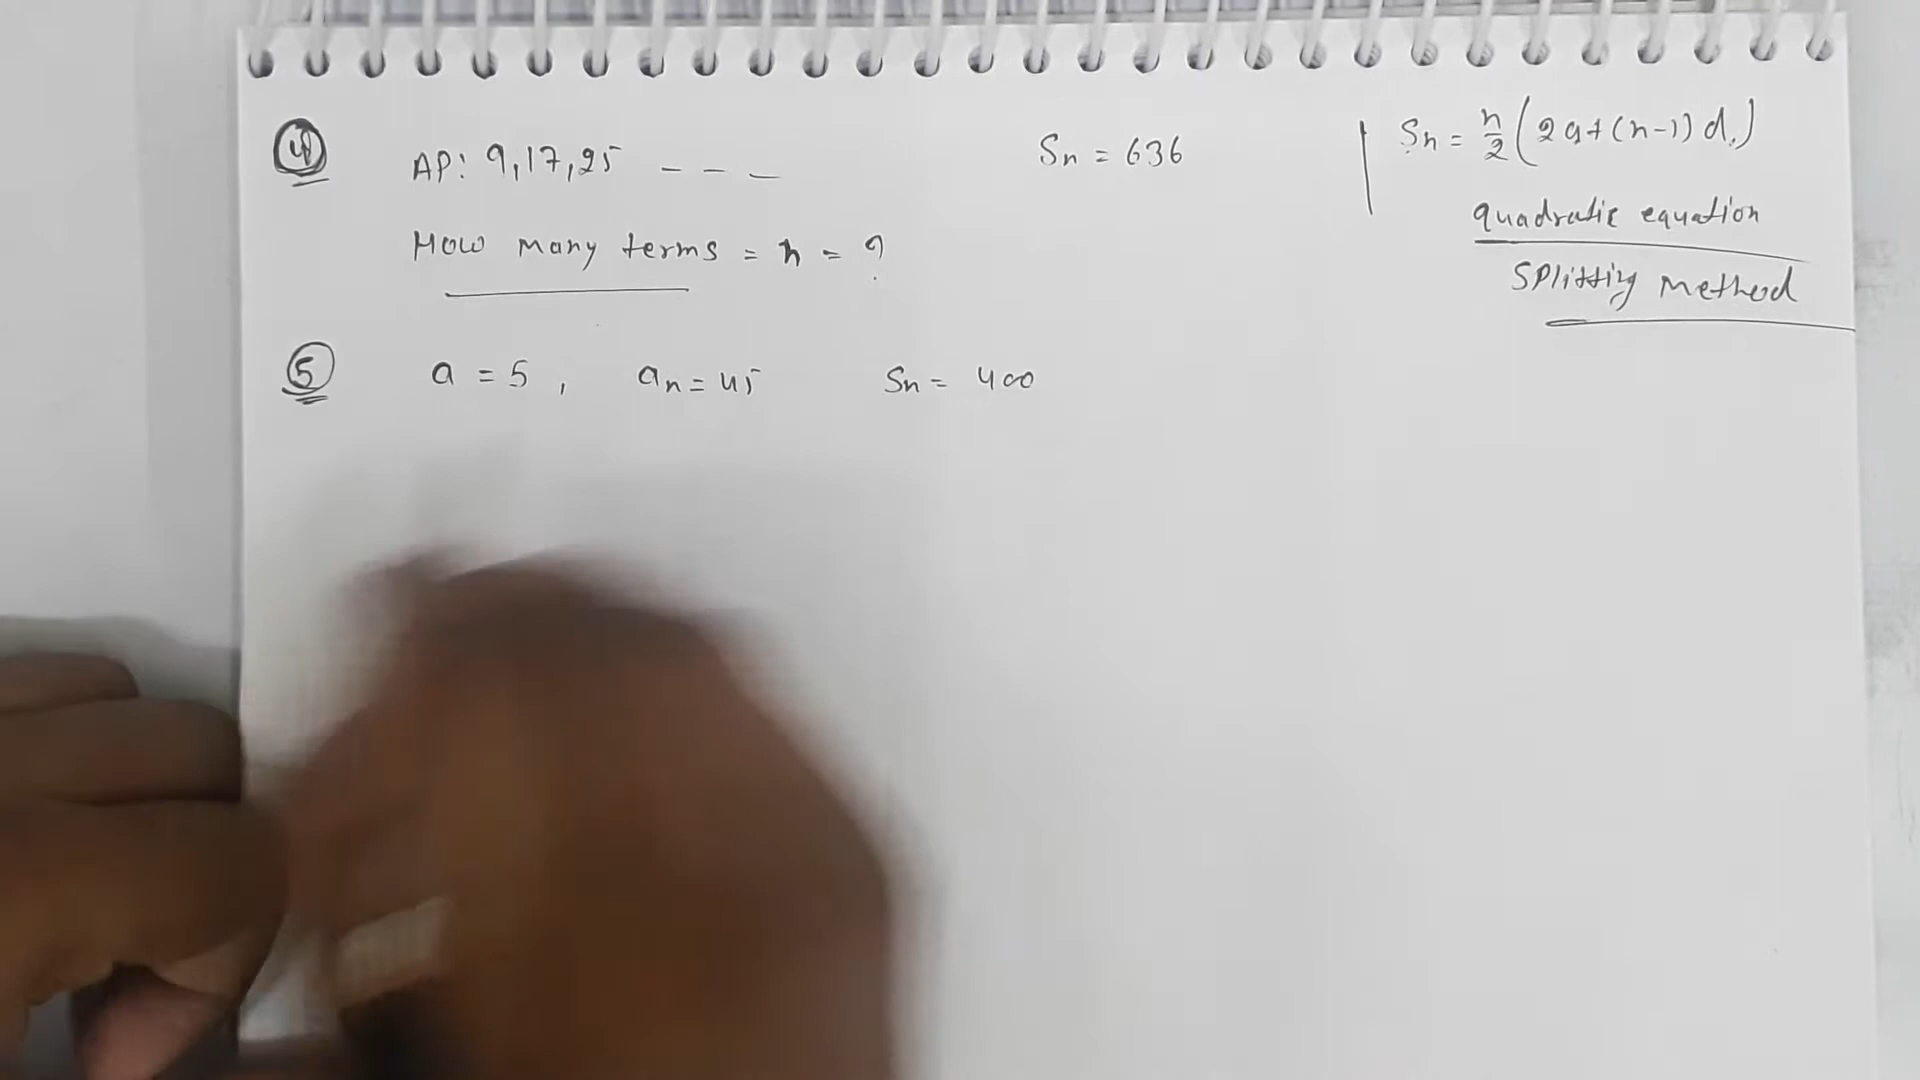 4 AP: 9, 17, 25 _ _ _ Sn = 636
How many terms = n = ?
5 a = 5, an = 45 Sn = 400
Sn = n/2 (2a + (n-1) d)
quadratic equation
Splitting method